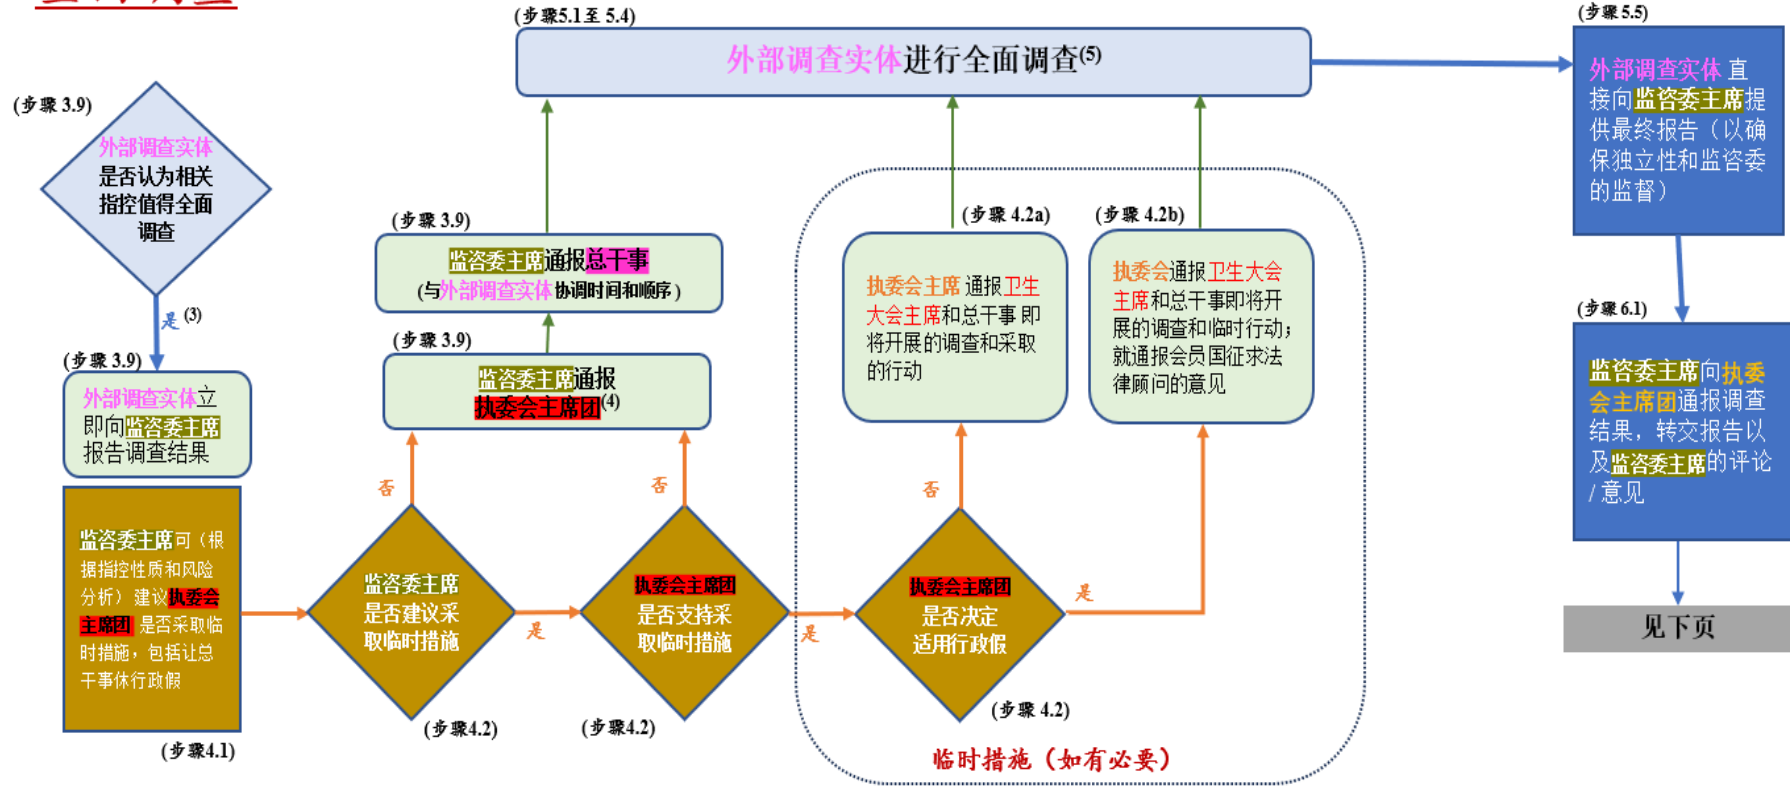 (步骤 3.9)
外部调查实体
是否认为相关
指控值得全面
调查
是 (3)
(步骤 3.9)
外部调查实体立
即向监咨委主席
报告调查结果
监咨委主席可（根
据指控性质和风险
分析）建议执委会
主席团 是否采取临
时措施，包括让总
干事休行政假
(步骤4.1)
监咨委主席
是否建议采
取临时措施
(步骤4.2)
否
是
执委会主席团
是否支持采
取临时措施
(步骤4.2)
否
是
(步骤 3.9)
监咨委主席通报
执委会主席团(4)
(步骤 3.9)
监咨委主席通报总干事
(与外部调查实体 协调时间和顺序)
(步骤5.1至 5.4)
外部调查实体进行全面调查(5)
执委会主席团
是否决定
适用行政假
(步骤 4.2)
否
是
(步骤 4.2a)
执委会主席 通报卫生
大会主席和总干事 即
将开展的调查和采取
的行动
(步骤 4.2b)
执委会通报卫生大会
主席和总干事即将开
展的调查和临时行动；
就通报会员国征求法
律顾问的意见
临时措施（如有必要）
(步骤 5.5)
外部调查实体 直
接向监咨委主席提
供最终报告（以确
保独立性和监咨委
的监督）
(步骤 6.1)
监咨委主席向执委
会主席团通报调查
结果，转交报告以
及监咨委主席的评论
/ 意见
见下页